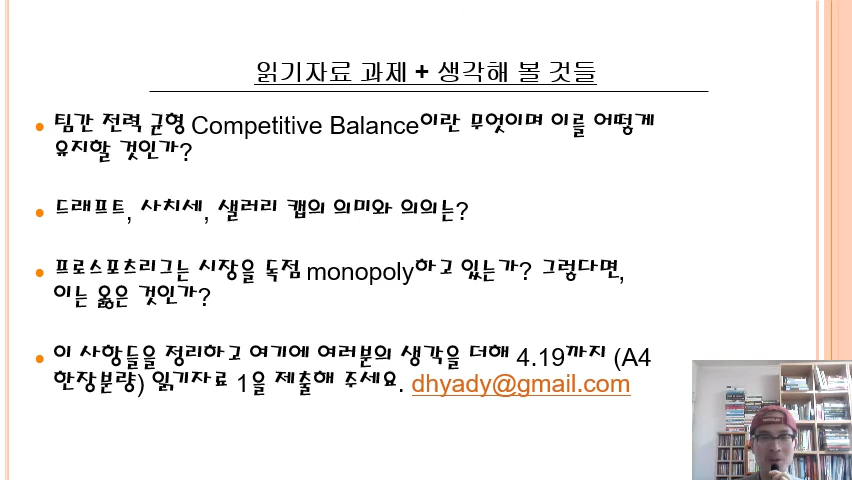 읽기자료 과제 + 생각해 볼 것들
팀간 전력 균형 Competitive Balance이란 무엇이며 이를 어떻게
유지할 것인가?
드래프트, 사치세, 샐러리 캡의 의미와 의의는?
프로스포츠리그는 시장을 독점 monopoly하고 있는가? 그렇다면,
이는 옳은 것인가?
이 사항들을 정리하고 여기에 여러분의 생각을 더해 4.19까지 (A4
한장분량) 읽기자료 1을 제출해 주세요. dhyady@gmail.com